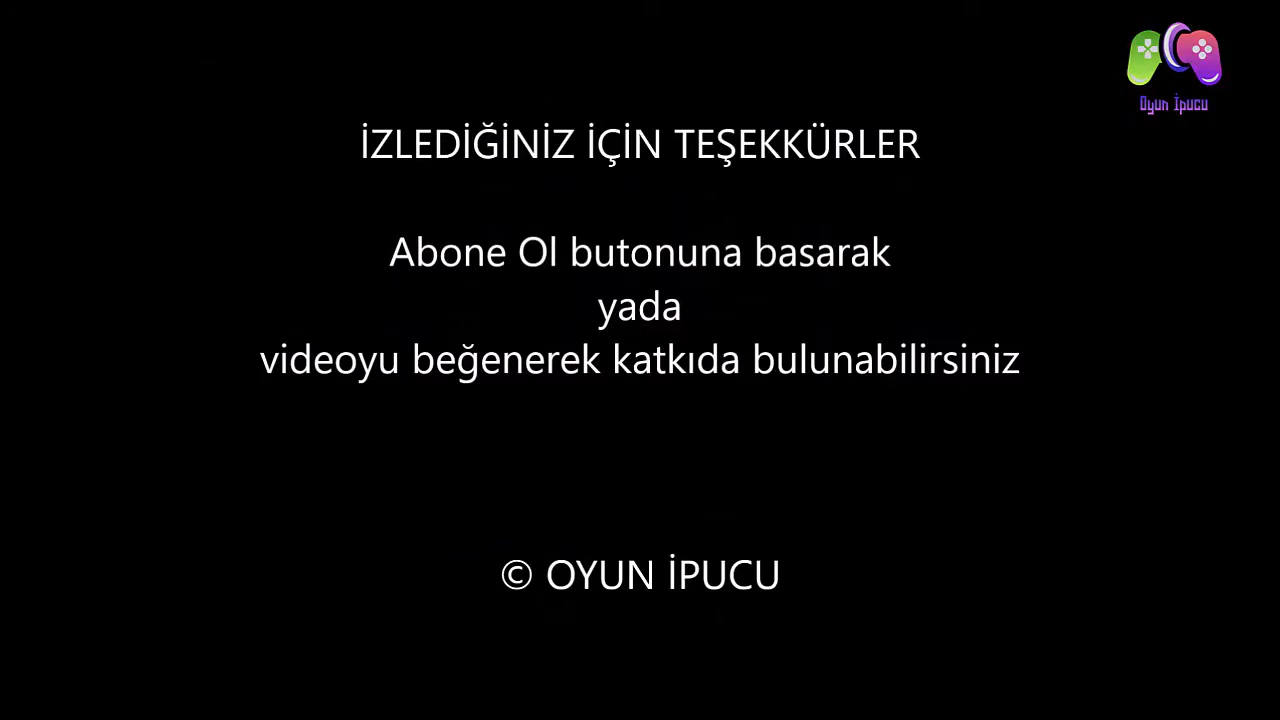 Oyun İpucu
İZLEDİĞİNİZ İÇİN TEŞEKKÜRLER
Abone Ol butonuna basarak
yada
videoyu beğenerek katkıda bulunabilirsiniz
© OYUN İPUCU